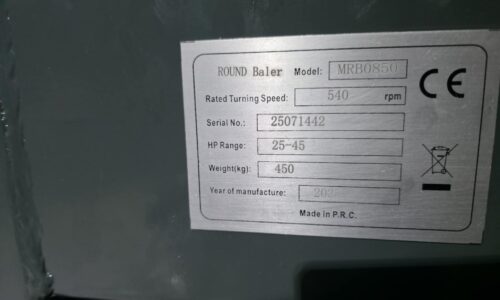 ROUND Baler Model: MRB0850 CE
Rated Turning Speed: 540 rpm
Serial No.: 25071442
HP Range: 25-45
Weight(kg): 450
Year of manufacture:
Made in P.R.C.